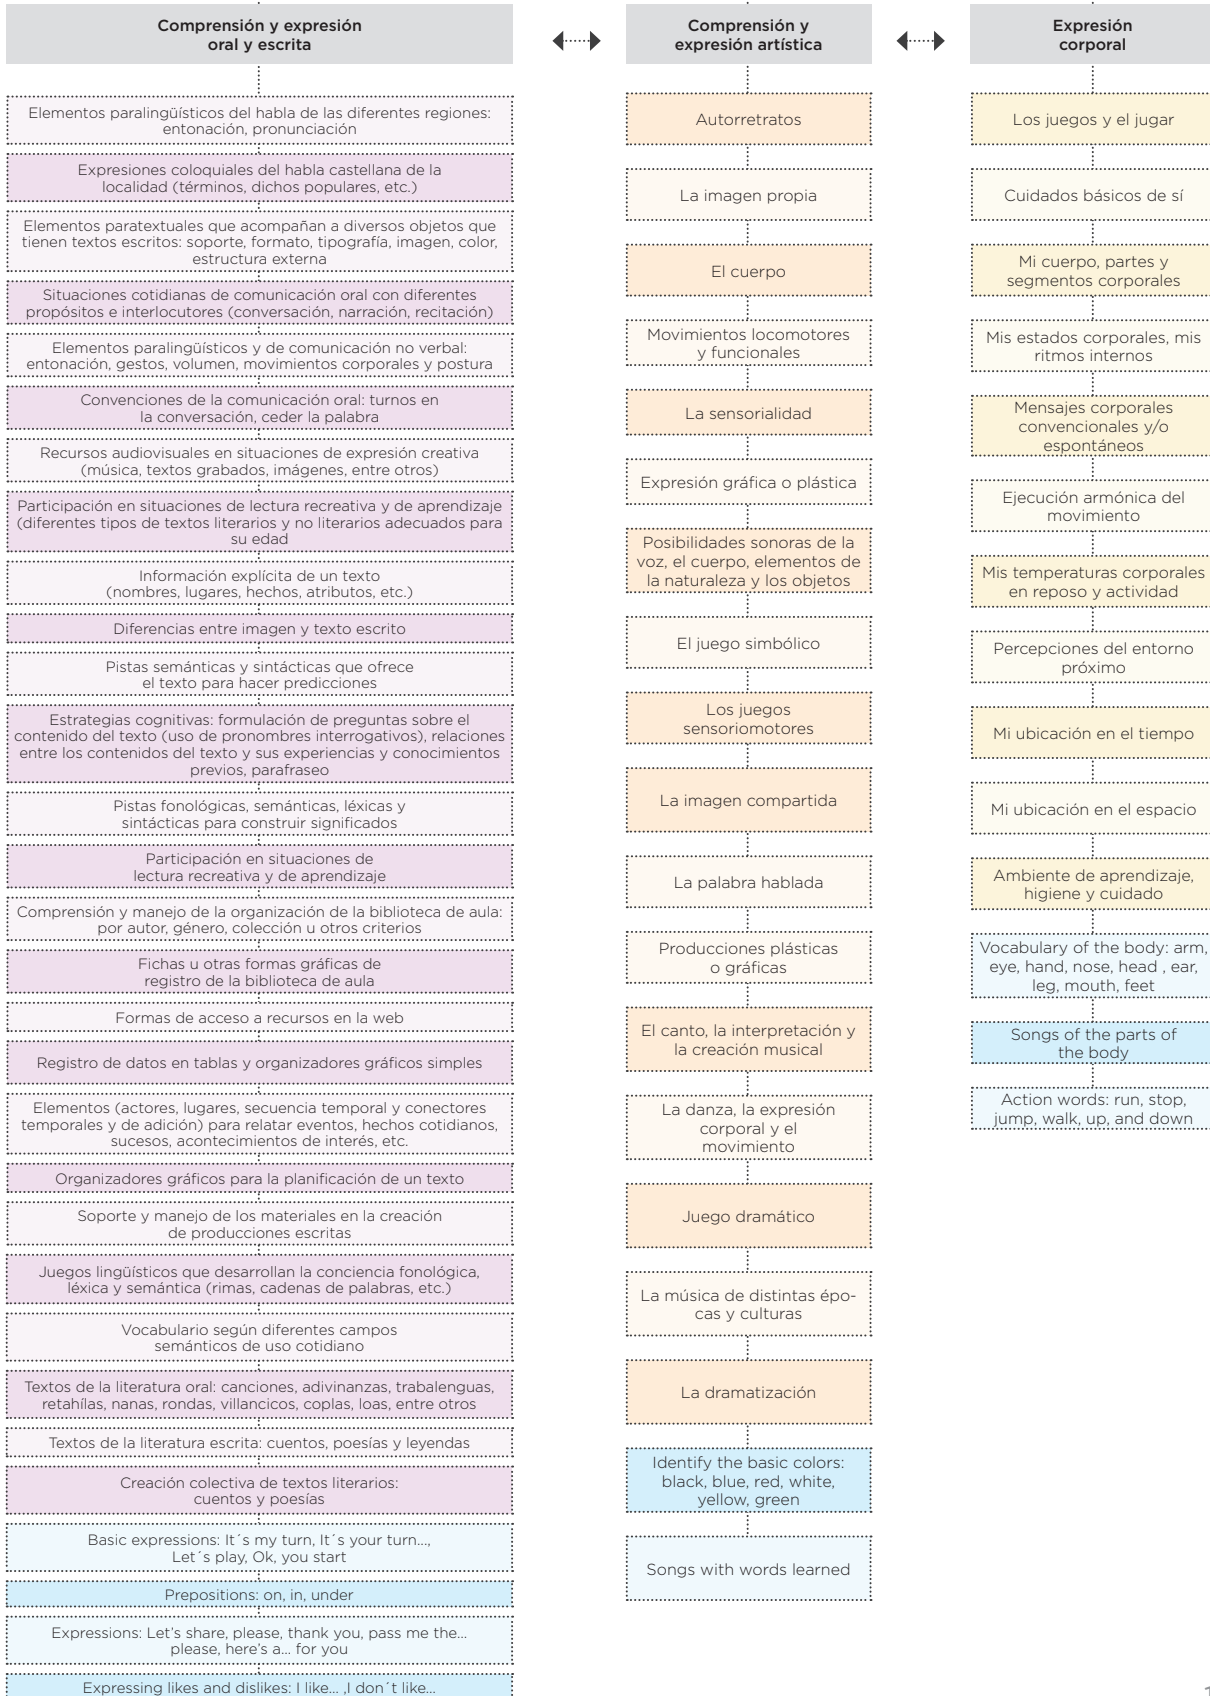 Comprensión y expresión
oral y escrita
Elementos paralingüísticos del habla de las diferentes regiones:
entonación, pronunciación
Expresiones coloquiales del habla castellana de la
localidad (términos, dichos populares, etc.)
Elementos paratextuales que acompañan a diversos objetos que
tienen textos escritos: soporte, formato, tipografía, imagen, color,
estructura externa
Situaciones cotidianas de comunicación oral con diferentes
propósitos e interlocutores (conversación, narración, recitación)
Elementos paralingüísticos y de comunicación no verbal:
entonación, gestos, volumen, movimientos corporales y postura
Convenciones de la comunicación oral: turnos en
la conversación, ceder la palabra
Recursos audiovisuales en situaciones de expresión creativa
(música, textos grabados, imágenes, entre otros)
Participación en situaciones de lectura recreativa y de aprendizaje
(diferentes tipos de textos literarios y no literarios adecuados para
su edad
Información explícita de un texto
(nombres, lugares, hechos, atributos, etc.)
Diferencias entre imagen y texto escrito
Pistas semánticas y sintácticas que ofrece
el texto para hacer predicciones
Estrategias cognitivas: formulación de preguntas sobre el
contenido del texto (uso de pronombres interrogativos), relaciones
entre los contenidos del texto y sus experiencias y conocimientos
previos, parafraseo
Pistas fonológicas, semánticas, léxicas y
sintácticas para construir significados
Participación en situaciones de
lectura recreativa y de aprendizaje
Comprensión y manejo de la organización de la biblioteca de aula:
por autor, género, colección u otros criterios
Fichas u otras formas gráficas de
registro de la biblioteca de aula
Formas de acceso a recursos en la web
Registro de datos en tablas y organizadores gráficos simples
Elementos (actores, lugares, secuencia temporal y conectores
temporales y de adición) para relatar eventos, hechos cotidianos,
sucesos, acontecimientos de interés, etc.
Organizadores gráficos para la planificación de un texto
Soporte y manejo de los materiales en la creación
de producciones escritas
Juegos lingüísticos que desarrollan la conciencia fonológica,
léxica y semántica (rimas, cadenas de palabras, etc.)
Vocabulario según diferentes campos
semánticos de uso cotidiano
Textos de la literatura oral: canciones, adivinanzas, trabalenguas,
retahílas, nanas, rondas, villancicos, coplas, loas, entre otros
Textos de la literatura escrita: cuentos, poesías y leyendas
Creación colectiva de textos literarios:
cuentos y poesías
Basic expressions: It´s my turn, It´s your turn...,
Let´s play, Ok, you start
Prepositions: on, in, under
Expressions: Let's share, please, thank you, pass me the...
please, here's a... for you
Expressing likes and dislikes: I like... ,I don´t like...
Comprensión y
expresión artística
Autorretratos
La imagen propia
El cuerpo
Movimientos locomotores
y funcionales
La sensorialidad
Expresión gráfica o plástica
Posibilidades sonoras de la
voz, el cuerpo, elementos de
la naturaleza y los objetos
El juego simbólico
Los juegos
sensoriomotores
La imagen compartida
La palabra hablada
Producciones plásticas
o gráficas
El canto, la interpretación y
la creación musical
La danza, la expresión
corporal y el
movimiento
Juego dramático
La música de distintas épo-
cas y culturas
La dramatización
Identify the basic colors:
black, blue, red, white,
yellow, green
Songs with words learned
Expresión
corporal
Los juegos y el jugar
Cuidados básicos de sí
Mi cuerpo, partes y
segmentos corporales
Mis estados corporales, mis
ritmos internos
Mensajes corporales
convencionales y/o
espontáneos
Ejecución armónica del
movimiento
Mis temperaturas corporales
en reposo y actividad
Percepciones del entorno
próximo
Mi ubicación en el tiempo
Mi ubicación en el espacio
Ambiente de aprendizaje,
higiene y cuidado
Vocabulary of the body: arm,
eye, hand, nose, head , ear,
leg, mouth, feet
Songs of the parts of
the body
Action words: run, stop,
jump, walk, up, and down